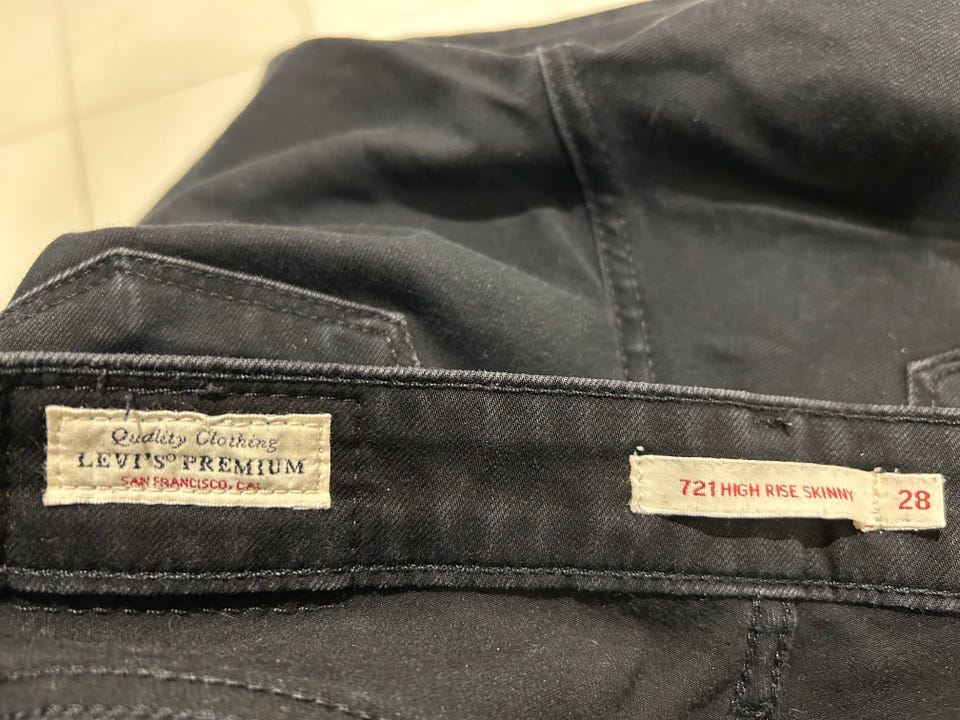 Quality Clothing
LEVI'S® PREMIUM
SAN FRANCISCO, CAL
721 HIGH RISE SKINNY
28